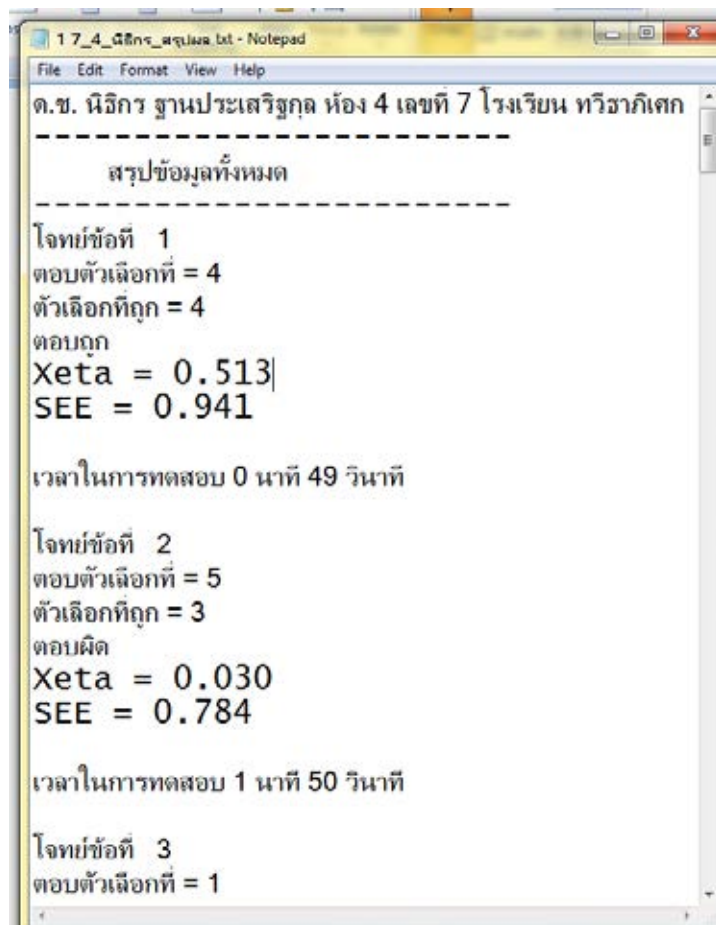 1 7_4_นิธิกร_สรุปผล.txt - Notepad
File Edit Format View Help
ด.ช. นิธิกร ฐานประเสริฐกุล ห้อง 4 เลขที่ 7 โรงเรียน ทวีธาภิเศก
--------------------------
สรุปข้อมูลทั้งหมด
--------------------------
โจทย์ข้อที่ 1
ตอบตัวเลือกที่ = 4
ตัวเลือกที่ถูก = 4
ตอบถูก
Xeta = 0.513
SEE = 0.941
เวลาในการทดสอบ 0 นาที 49 วินาที
โจทย์ข้อที่ 2
ตอบตัวเลือกที่ = 5
ตัวเลือกที่ถูก = 3
ตอบผิด
Xeta = 0.030
SEE = 0.784
เวลาในการทดสอบ 1 นาที 50 วินาที
โจทย์ข้อที่ 3
ตอบตัวเลือกที่ = 1